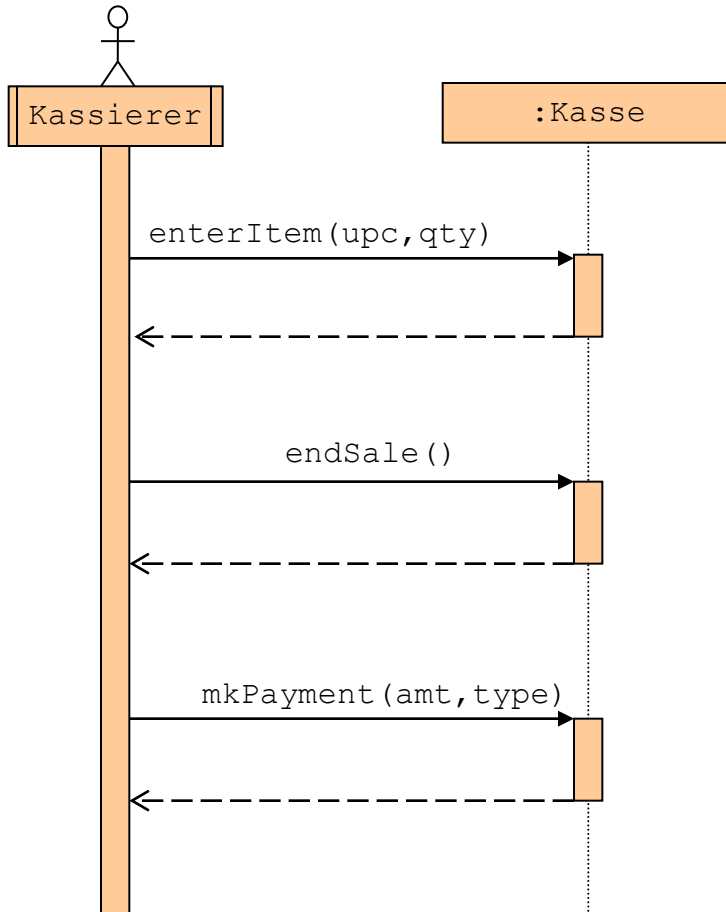 Kassierer
:Kasse
enterItem(upc,qty)
endSale()
mkPayment(amt,type)